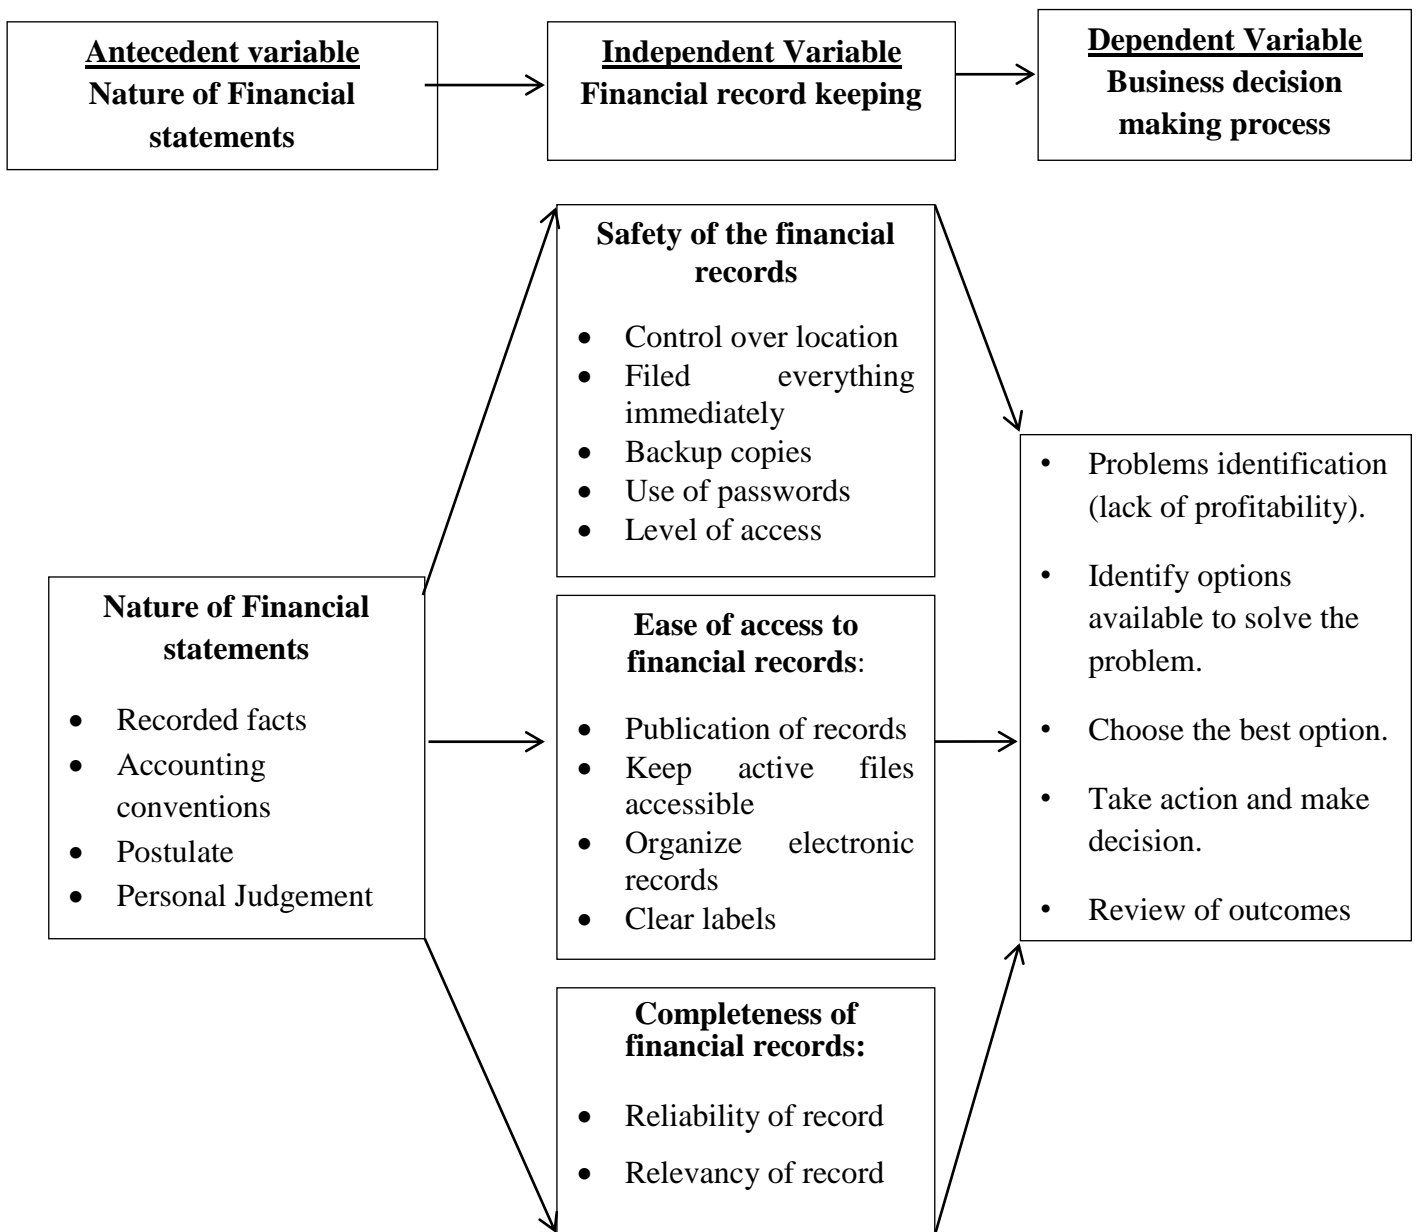 Antecedent variable
Nature of Financial
statements
Independent Variable
Financial record keeping
Dependent Variable
Business decision
making process
Safety of the financial
records
• Control over location
• Filed everything
immediately
• Backup copies
• Use of passwords
• Level of access
Nature of Financial
statements
• Recorded facts
• Accounting
conventions
• Postulate
• Personal Judgement
Ease of access to
financial records:
• Publication of records
• Keep active files
accessible
• Organize electronic
records
• Clear labels
Completeness of
financial records:
• Reliability of record
• Relevancy of record
• Problems identification
(lack of profitability).
• Identify options
available to solve the
problem.
• Choose the best option.
• Take action and make
decision.
• Review of outcomes